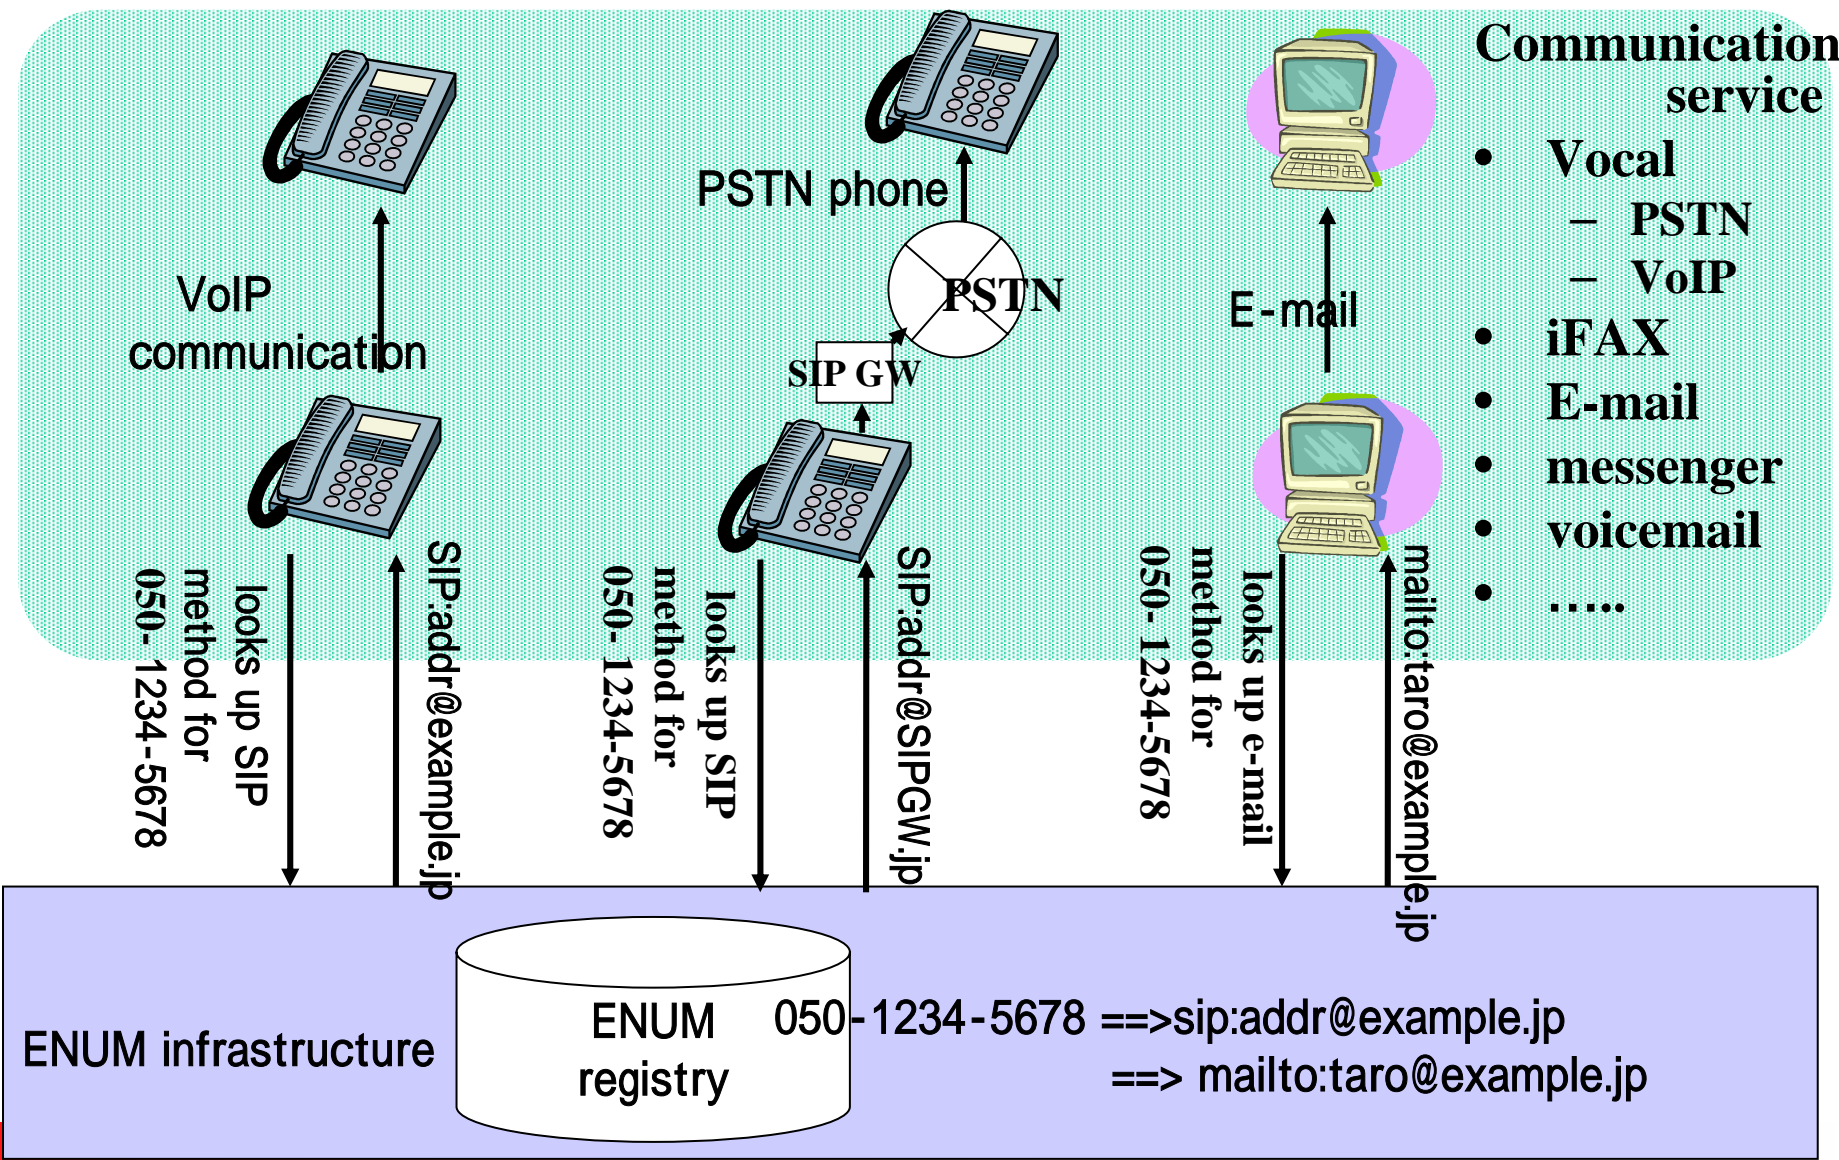 Communication
service
• Vocal
– PSTN
– VoIP
• iFAX
• E-mail
• messenger
• voicemail
• …..
PSTN phone
VoIP
communication
PSTN
SIP GW
E-mail
looks up SIP
method for
050-1234-5678
SIP:addr@example.jp
looks up SIP
method for
050-1234-5678
SIP:addr@SIPGW.jp
looks up e-mail
method for
050-1234-5678
mailto:taro@example.jp
ENUM infrastructure
ENUM
registry
050-1234-5678 ==>sip:addr@example.jp
==> mailto:taro@example.jp